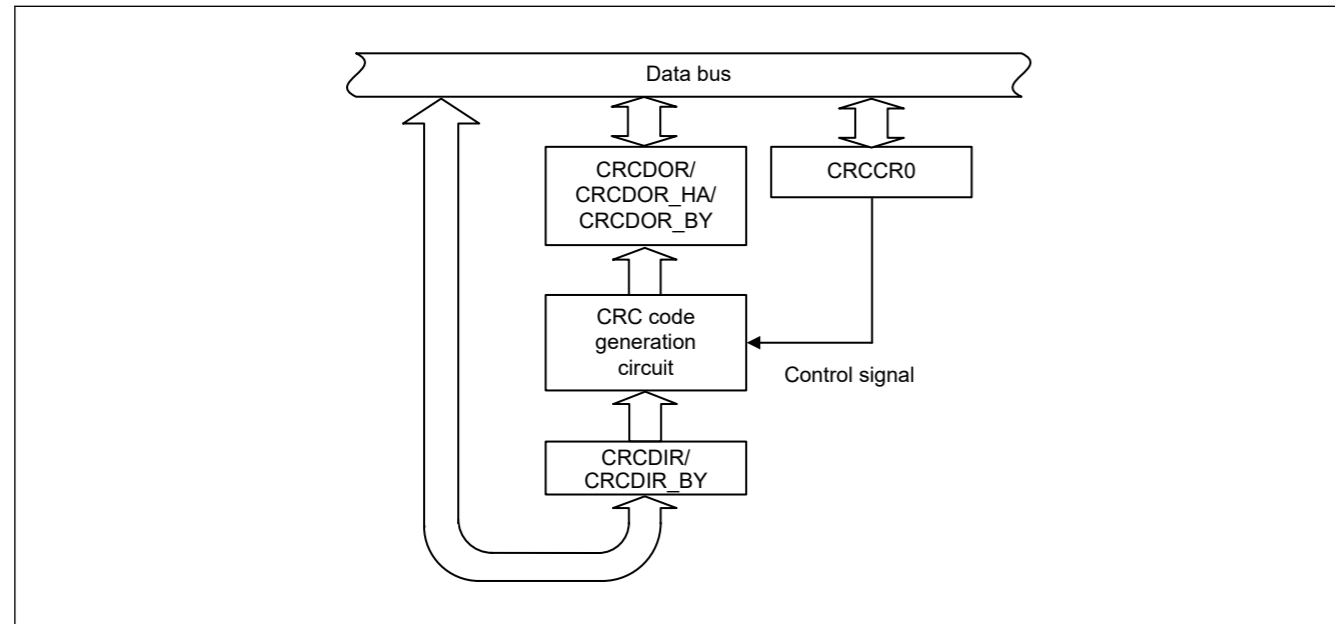 Data bus
CRCDOR/
CRCDOR_HA/
CRCDOR_BY
CRCCR0
CRC code
generation
circuit
Control signal
CRCDIR/
CRCDIR_BY